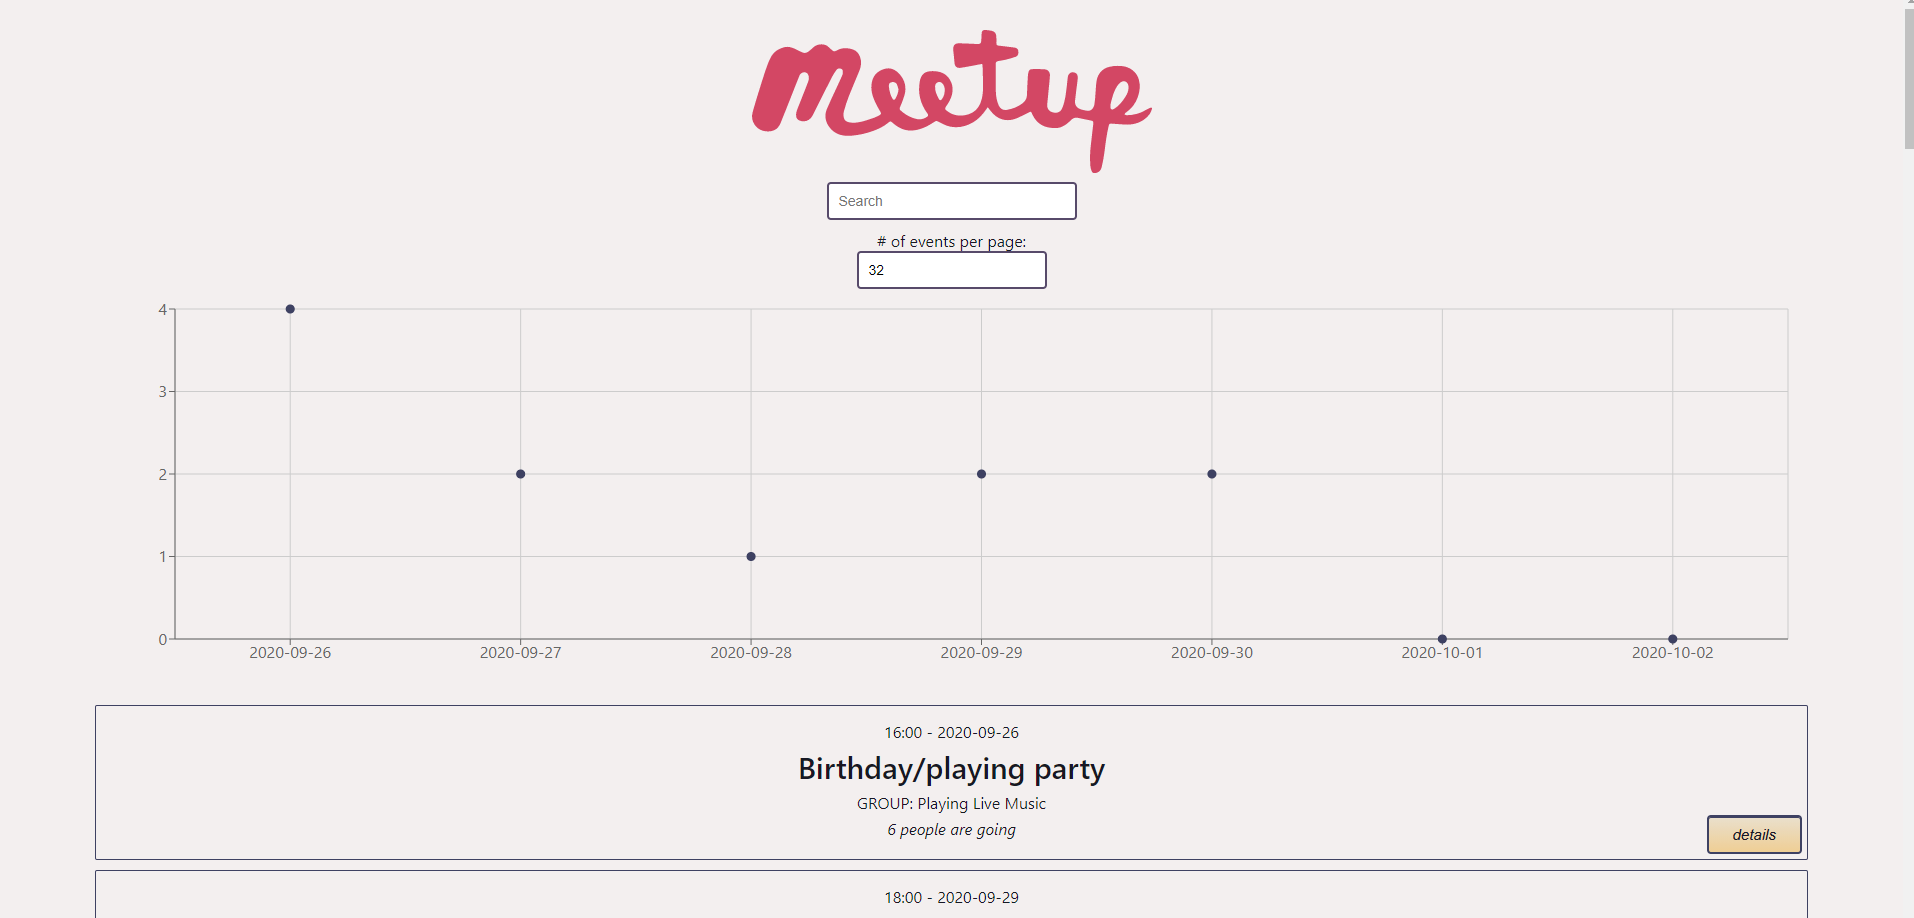 meetup
Search
# of events per page:
32
4
3
2
1
0
2020-09-26 2020-09-27 2020-09-28 2020-09-29 2020-09-30 2020-10-01 2020-10-02
16:00 - 2020-09-26
Birthday/playing party
GROUP: Playing Live Music
6 people are going
details
18:00 - 2020-09-29